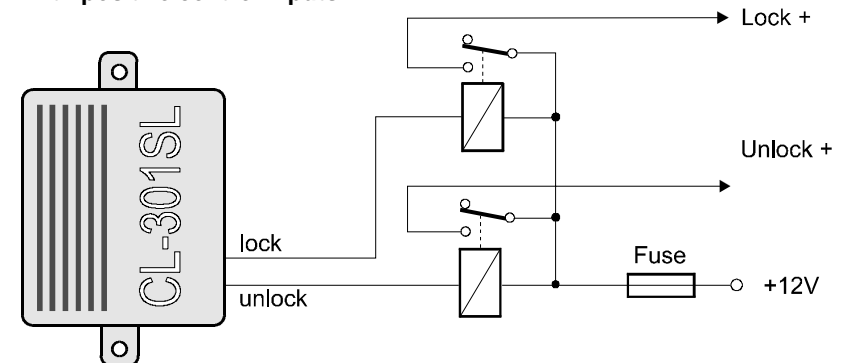 Lock +
Unlock +
CL-301SL
lock
unlock
Fuse
+12V